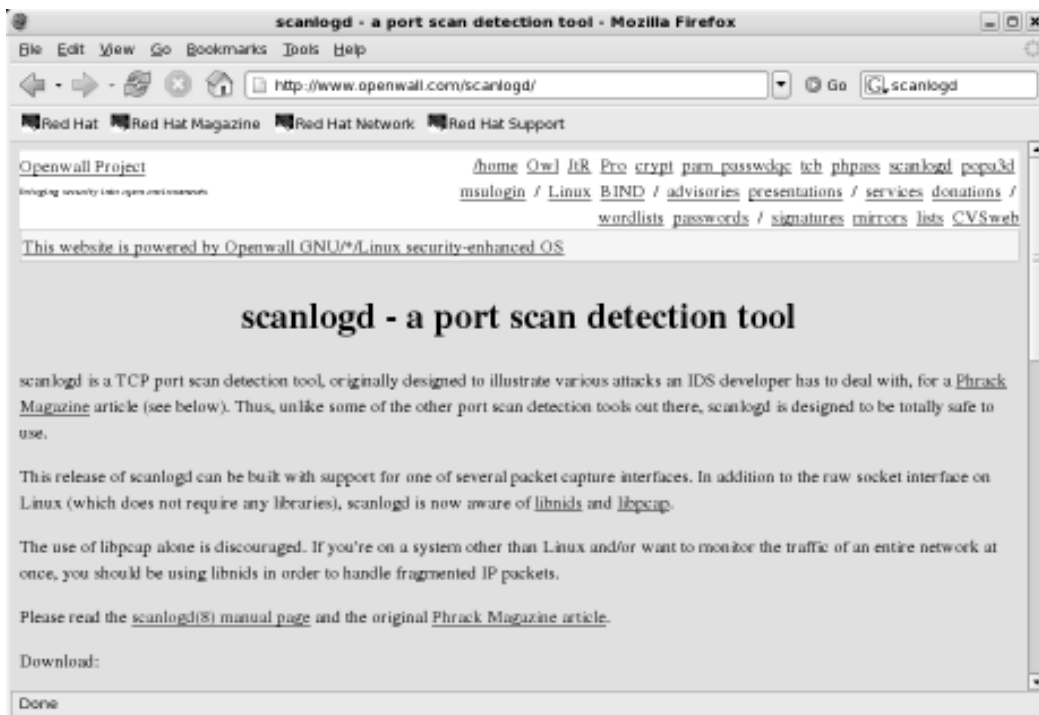 scanlogd - a port scan detection tool - Mozilla Firefox
File Edit View Go Bookmarks Tools Help
http://www.openwall.com/scanlogd/ Go scanlogd
Red Hat Red Hat Magazine Red Hat Network Red Hat Support
Openwall Project
bringing security into open environments
/home Owl JtR Pro crypt pam_passwdqc tcb phpass scanlogd popa3d
msulogin / Linux BIND / advisories presentations / services donations /
wordlists passwords / signatures mirrors lists CVSweb
This website is powered by Openwall GNU/*/Linux security-enhanced OS
scanlogd - a port scan detection tool
scanlogd is a TCP port scan detection tool, originally designed to illustrate various attacks an IDS developer has to deal with, for a Phrack
Magazine article (see below). Thus, unlike some of the other port scan detection tools out there, scanlogd is designed to be totally safe to
use.
This release of scanlogd can be built with support for one of several packet capture interfaces. In addition to the raw socket interface on
Linux (which does not require any libraries), scanlogd is now aware of libnids and libpcap.
The use of libpcap alone is discouraged. If you're on a system other than Linux and/or want to monitor the traffic of an entire network at
once, you should be using libnids in order to handle fragmented IP packets.
Please read the scanlogd(8) manual page and the original Phrack Magazine article.
Download:
Done